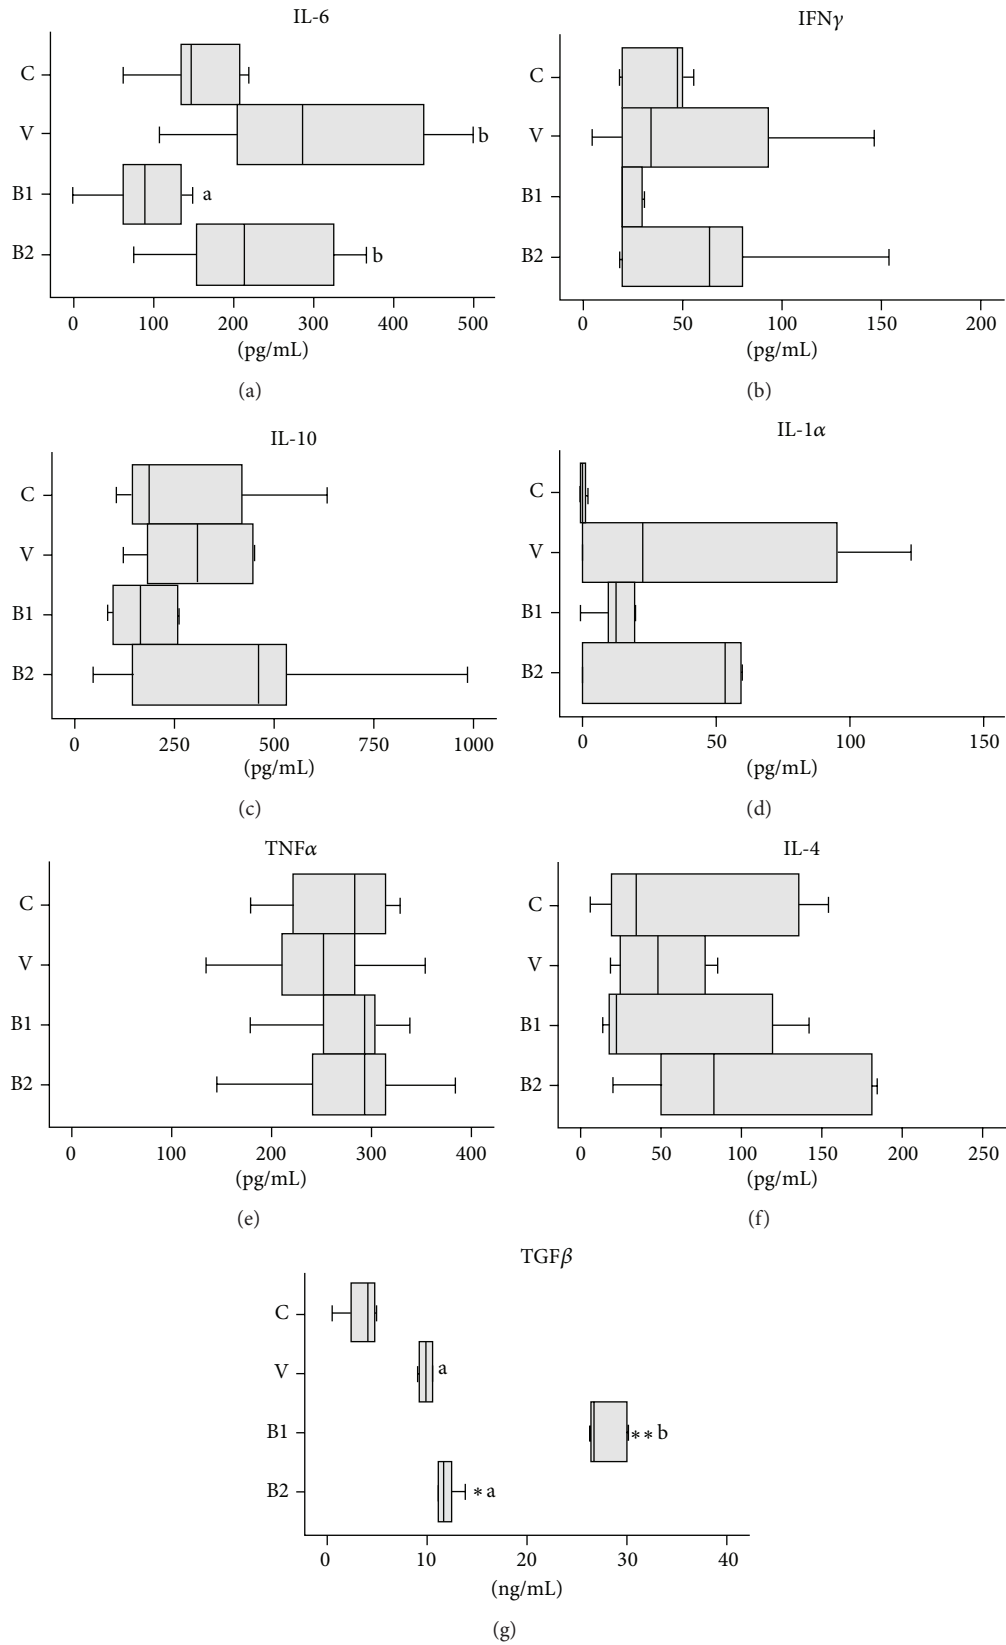 IL-6
C
V
b
B1
a
B2
b
0 100 200 300 400 500
(pg/mL)
(a)
IFNγ
C
V
B1
B2
0 50 100 150 200
(pg/mL)
(b)
IL-10
C
V
B1
B2
0 250 500 750 1000
(pg/mL)
(c)
IL-1α
C
V
B1
B2
0 50 100 150
(pg/mL)
(d)
TNFα
C
V
B1
B2
0 100 200 300 400
(pg/mL)
(e)
IL-4
C
V
B1
B2
0 50 100 150 200 250
(pg/mL)
(f)
TGFβ
C
V
a
B1
∗∗b
B2
∗a
0 10 20 30 40
(ng/mL)
(g)